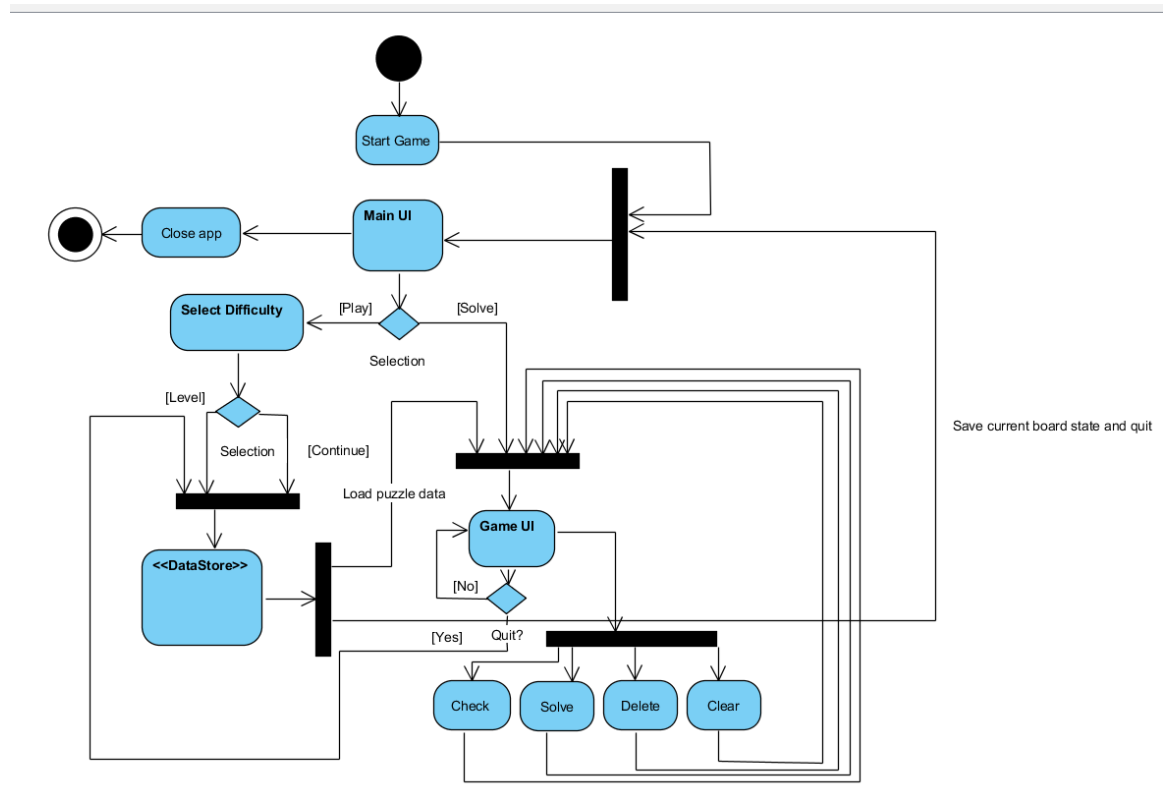 Start Game
Main UI
Close app
Select Difficulty
[Play]
[Solve]
Selection
[Level]
Selection
[Continue]
Save current board state and quit
Load puzzle data
Game UI
<<DataStore>>
[No]
[Yes]
Quit?
Check
Solve
Delete
Clear